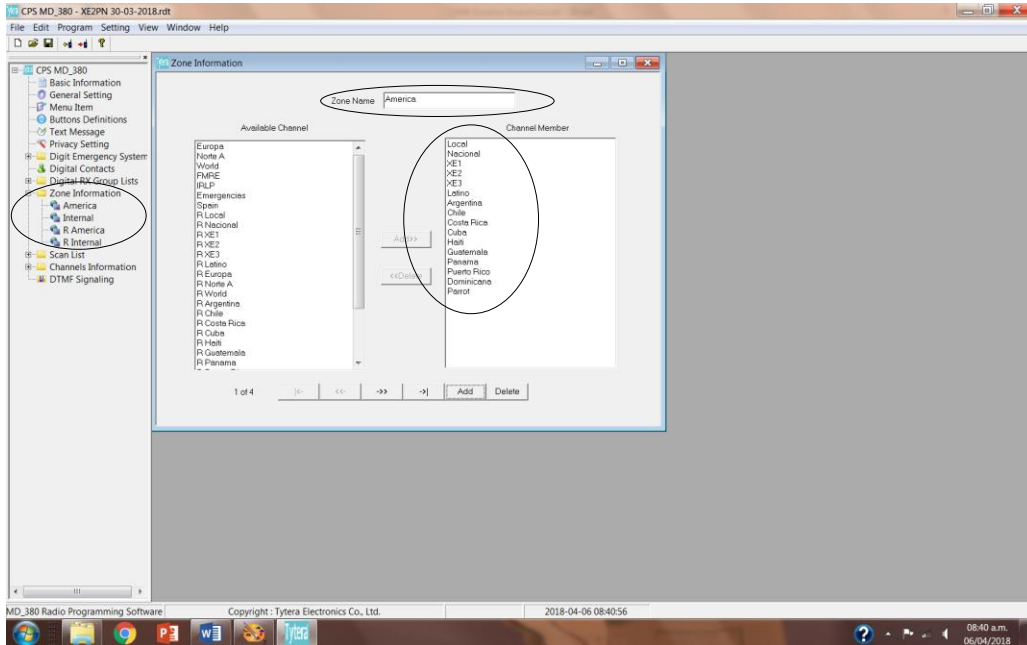 CPS MD_380 - XE2PN 30-03-2018.rdt
File Edit Program Setting View Window Help
CPS MD_380
Basic Information
General Setting
Menu Item
Buttons Definitions
Text Message
Privacy Setting
Digit Emergency System
Digital Contacts
Digital RX Group Lists
Zone Information
America
Internal
R America
R Internal
Scan List
Channels Information
DTMF Signaling
Zone Information
Zone Name America
Available Channel
Europa
Norte A
World
FMRE
IRLP
Emergencias
Spain
R Local
R Nacional
R XE1
R XE2
R XE3
R Latino
R Europa
R Norte A
R World
R Argentina
R Chile
R Costa Rica
R Cuba
R Haiti
R Guatemala
R Panama
Add>>
<<Delete
Channel Member
Local
Nacional
XE1
XE2
XE3
Latino
Argentina
Chile
Costa Rica
Cuba
Haiti
Guatemala
Panama
Puerto Rico
Dominicana
Parrot
1 of 4 |<- <<- ->> ->| Add Delete
MD_380 Radio Programming Software Copyright : Tytera Electronics Co., Ltd. 2018-04-06 08:40:56
Tytera
08:40 a.m.
06/04/2018